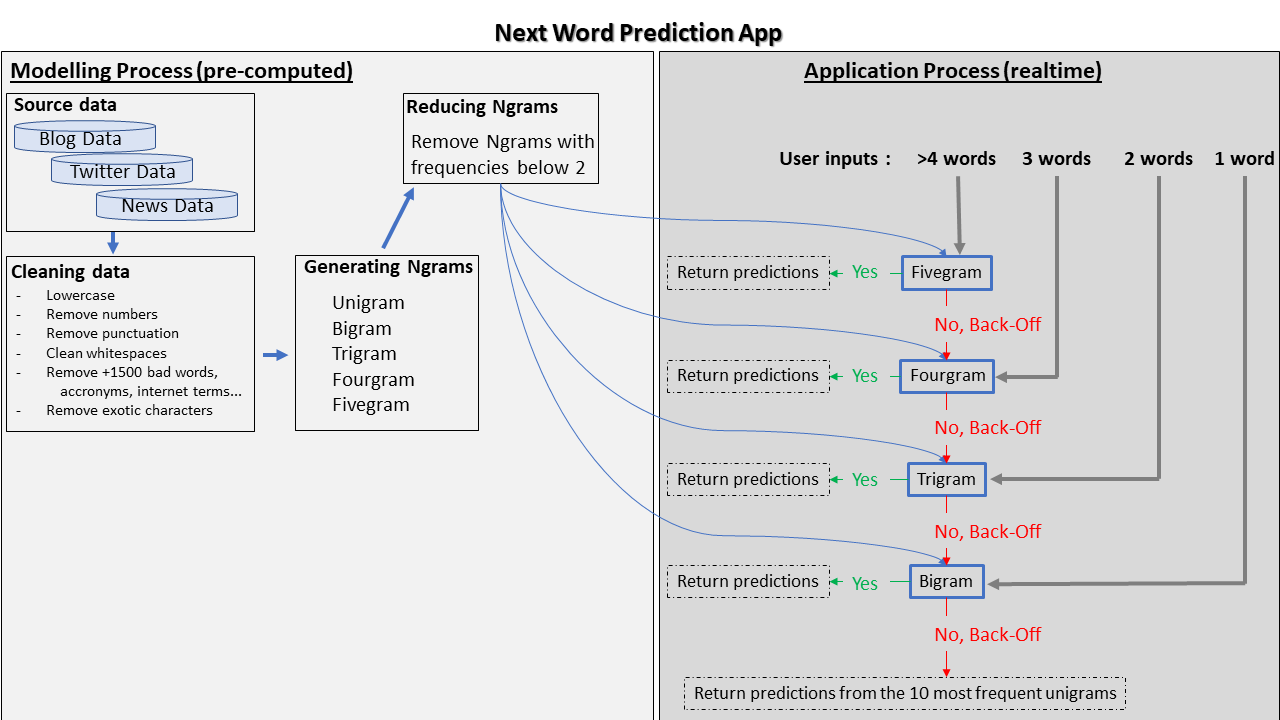 Next Word Prediction App
Modelling Process (pre-computed)
Source data
Blog Data
Twitter Data
News Data
Cleaning data
- Lowercase
- Remove numbers
- Remove punctuation
- Clean whitespaces
- Remove +1500 bad words,
accronyms, internet terms...
- Remove exotic characters
Generating Ngrams
Unigram
Bigram
Trigram
Fourgram
Fivegram
Reducing Ngrams
Remove Ngrams with
frequencies below 2
Application Process (realtime)
User inputs : >4 words 3 words 2 words 1 word
Return predictions Yes Fivegram
No, Back-Off
Return predictions Yes Fourgram
No, Back-Off
Return predictions Yes Trigram
No, Back-Off
Return predictions Yes Bigram
No, Back-Off
Return predictions from the 10 most frequent unigrams